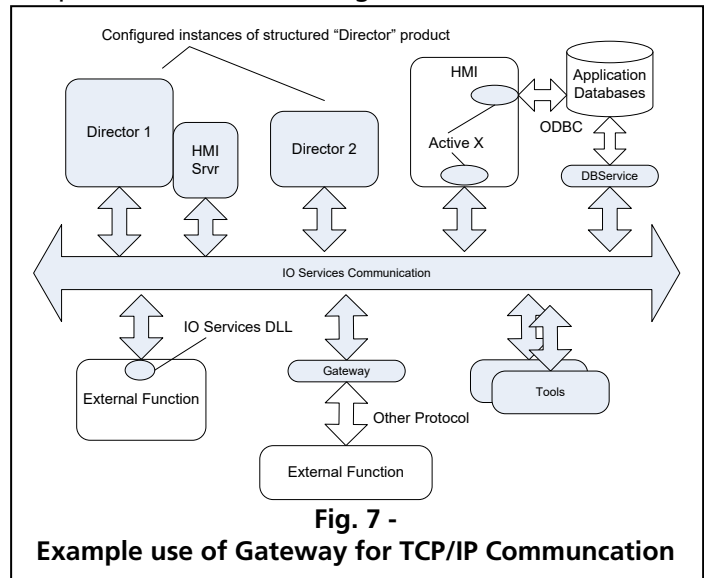 Configured instances of structured “Director” product
Director 1
HMI
Srvr
Director 2
HMI
Active X
ODBC
Application
Databases
DBService
IO Services Communication
IO Services DLL
External Function
Gateway
Other Protocol
External Function
Tools
Fig. 7 -
Example use of Gateway for TCP/IP Communcation